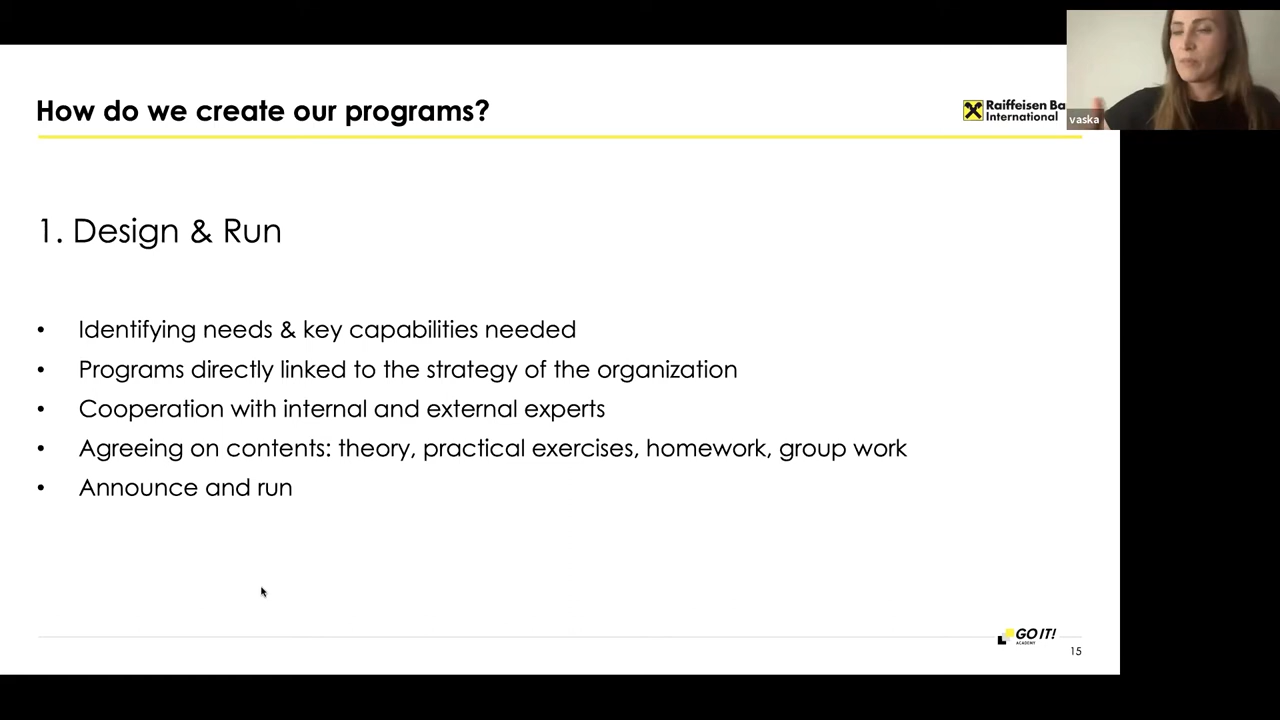 How do we create our programs?
Raiffeisen Ba
International
vaska
1. Design & Run
• Identifying needs & key capabilities needed
• Programs directly linked to the strategy of the organization
• Cooperation with internal and external experts
• Agreeing on contents: theory, practical exercises, homework, group work
• Announce and run
GO IT!
ACADEMY
15